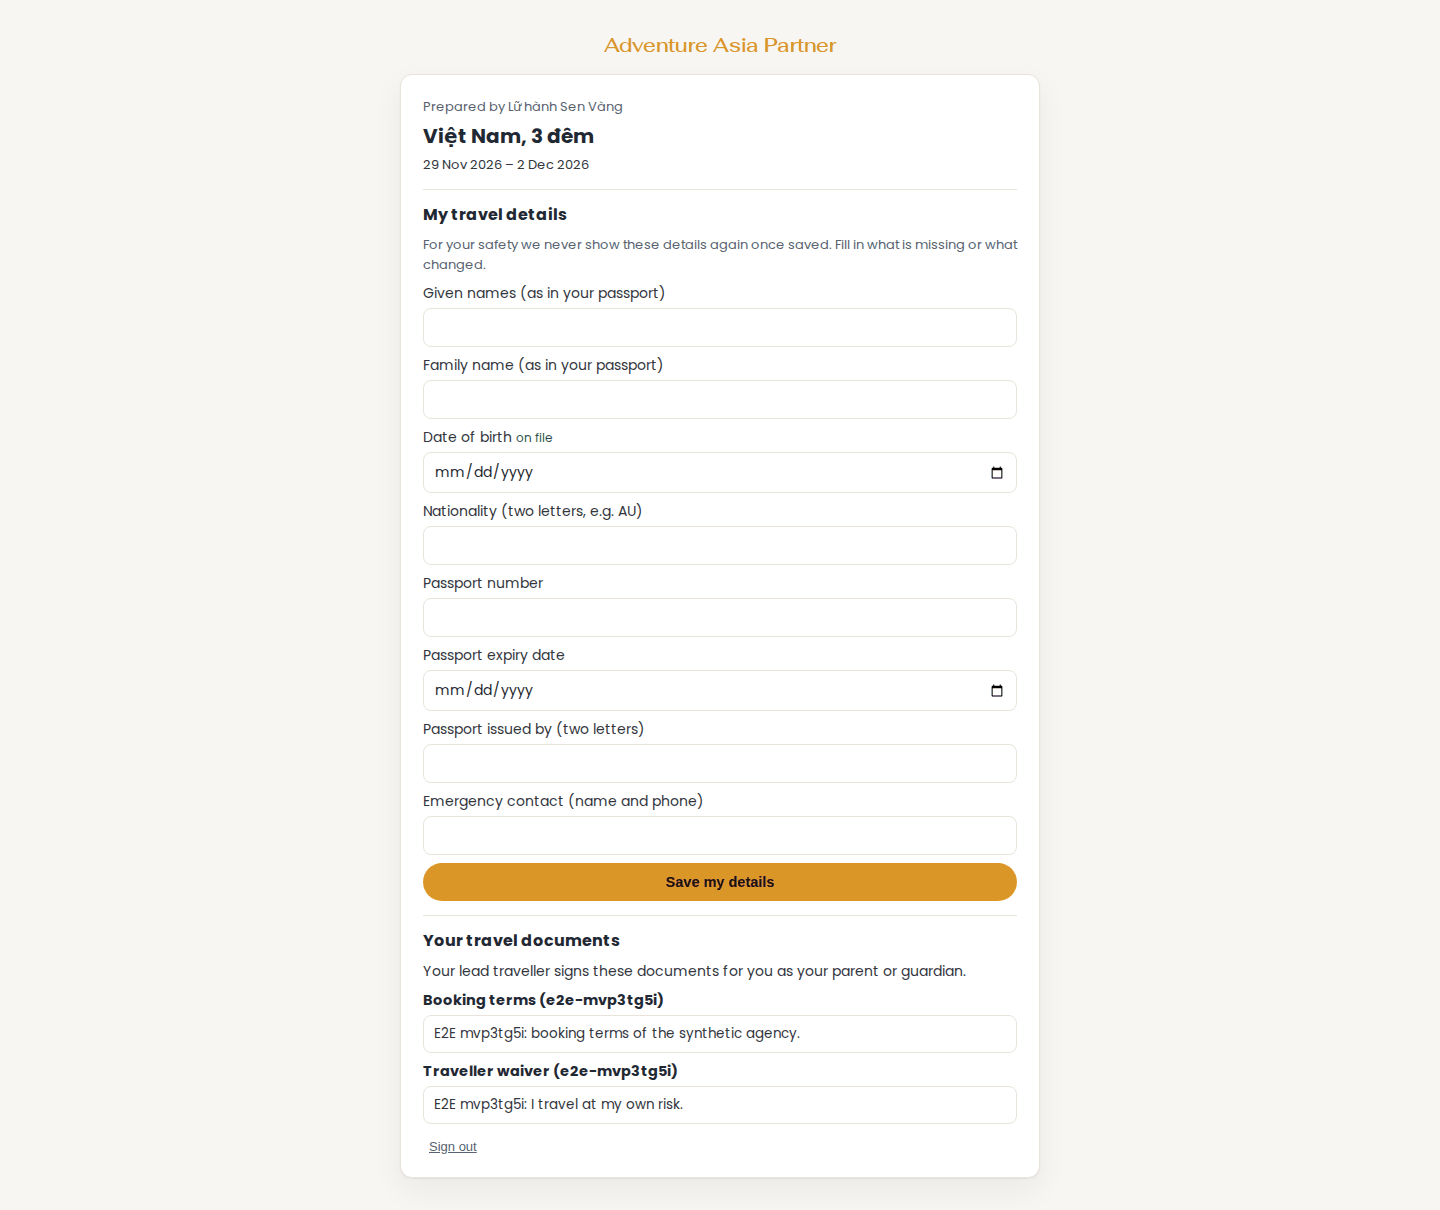 Adventure Asia Partner
Prepared by Lữ hành Sen Vàng
Việt Nam, 3 đêm
29 Nov 2026 – 2 Dec 2026
My travel details
For your safety we never show these details again once saved. Fill in what is missing or what
changed.
Given names (as in your passport)
Family name (as in your passport)
Date of birth on file
mm/dd/yyyy
Nationality (two letters, e.g. AU)
Passport number
Passport expiry date
mm/dd/yyyy
Passport issued by (two letters)
Emergency contact (name and phone)
Save my details
Your travel documents
Your lead traveller signs these documents for you as your parent or guardian.
Booking terms (e2e-mvp3tg5i)
E2E mvp3tg5i: booking terms of the synthetic agency.
Traveller waiver (e2e-mvp3tg5i)
E2E mvp3tg5i: I travel at my own risk.
Sign out